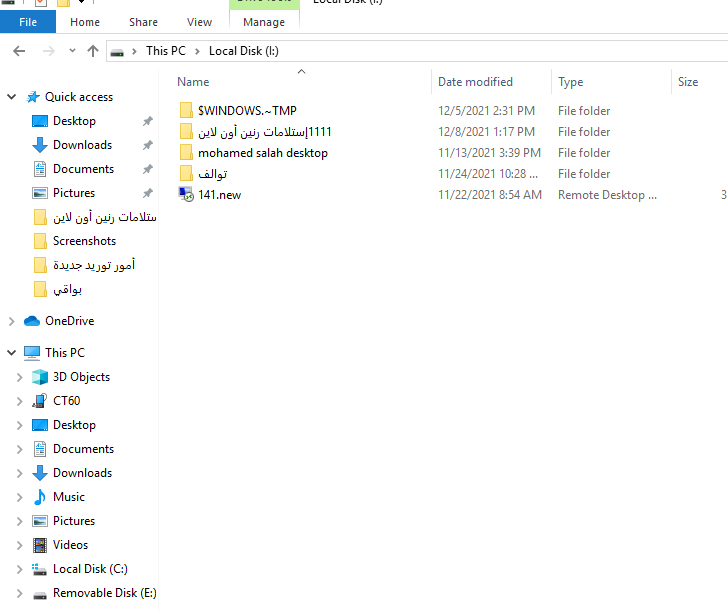 File Home Share View Manage
This PC > Local Disk (I:)
Name Date modified Type Size
$WINDOWS.~TMP 12/5/2021 2:31 PM File folder
1111إستلامات رنين أون لاين 12/8/2021 1:17 PM File folder
mohamed salah desktop 11/13/2021 3:39 PM File folder
توالف 11/24/2021 10:28 ... File folder
141.new 11/22/2021 8:54 AM Remote Desktop ... 3
Quick access
Desktop
Downloads
Documents
Pictures
ستلامات رنين أون لاين
Screenshots
أمور توريد جديدة
بواقي
OneDrive
This PC
3D Objects
CT60
Desktop
Documents
Downloads
Music
Pictures
Videos
Local Disk (C:)
Removable Disk (E:)